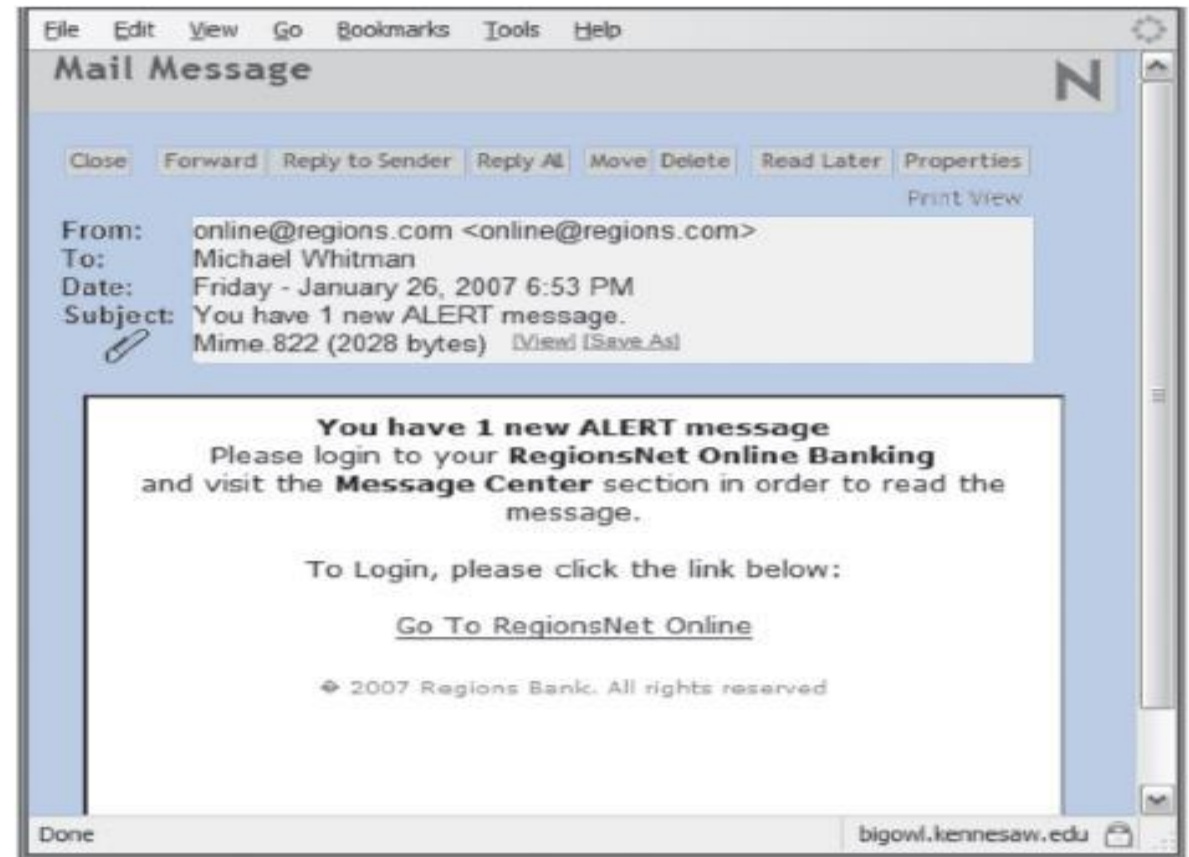 File Edit View Go Bookmarks Tools Help
Mail Message
N
Close Forward Reply to Sender Reply All Move Delete Read Later Properties
Print View
From: online@regions.com <online@regions.com>
To: Michael Whitman
Date: Friday - January 26, 2007 6:53 PM
Subject: You have 1 new ALERT message.
Mime.822 (2028 bytes) [View] [Save As]
You have 1 new ALERT message
Please login to your RegionsNet Online Banking
and visit the Message Center section in order to read the
message.
To Login, please click the link below:
Go To RegionsNet Online
� 2007 Regions Bank. All rights reserved
Done bigowl.kennesaw.edu